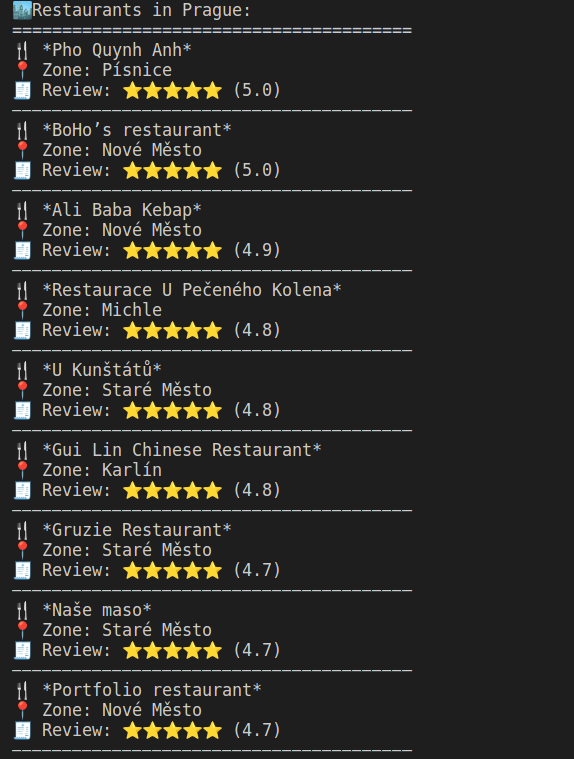 🏙️Restaurants in Prague:
========================================
🍴 *Pho Quynh Anh*
📍 Zone: Písnice
🧾 Review: ⭐⭐⭐⭐⭐ (5.0)
————————————————————————————————————————
🍴 *BoHo’s restaurant*
📍 Zone: Nové Město
🧾 Review: ⭐⭐⭐⭐⭐ (5.0)
————————————————————————————————————————
🍴 *Ali Baba Kebap*
📍 Zone: Nové Město
🧾 Review: ⭐⭐⭐⭐⭐ (4.9)
————————————————————————————————————————
🍴 *Restaurace U Pečeného Kolena*
📍 Zone: Michle
🧾 Review: ⭐⭐⭐⭐⭐ (4.8)
————————————————————————————————————————
🍴 *U Kunštátů*
📍 Zone: Staré Město
🧾 Review: ⭐⭐⭐⭐⭐ (4.8)
————————————————————————————————————————
🍴 *Gui Lin Chinese Restaurant*
📍 Zone: Karlín
🧾 Review: ⭐⭐⭐⭐⭐ (4.8)
————————————————————————————————————————
🍴 *Gruzie Restaurant*
📍 Zone: Staré Město
🧾 Review: ⭐⭐⭐⭐⭐ (4.7)
————————————————————————————————————————
🍴 *Naše maso*
📍 Zone: Staré Město
🧾 Review: ⭐⭐⭐⭐⭐ (4.7)
————————————————————————————————————————
🍴 *Portfolio restaurant*
📍 Zone: Nové Město
🧾 Review: ⭐⭐⭐⭐⭐ (4.7)
————————————————————————————————————————